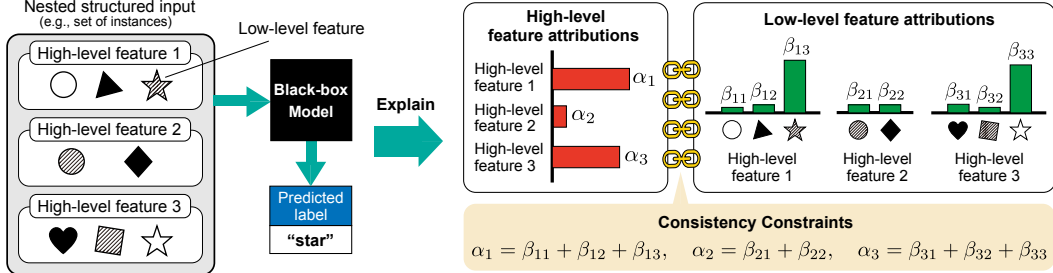 Nested structured input
(e.g., set of instances)
High-level feature 1
High-level feature 2
High-level feature 3
Low-level feature
Black-box
Model
Predicted
label
“star”
Explain
High-level
feature attributions
High-level
feature 1
α₁
High-level
feature 2
α₂
High-level
feature 3
α₃
Low-level feature attributions
β₁₁ β₁₂ β₁₃
High-level
feature 1
β₂₁ β₂₂
High-level
feature 2
β₃₁ β₃₂ β₃₃
High-level
feature 3
Consistency Constraints
α₁ = β₁₁ + β₁₂ + β₁₃, α₂ = β₂₁ + β₂₂, α₃ = β₃₁ + β₃₂ + β₃₃